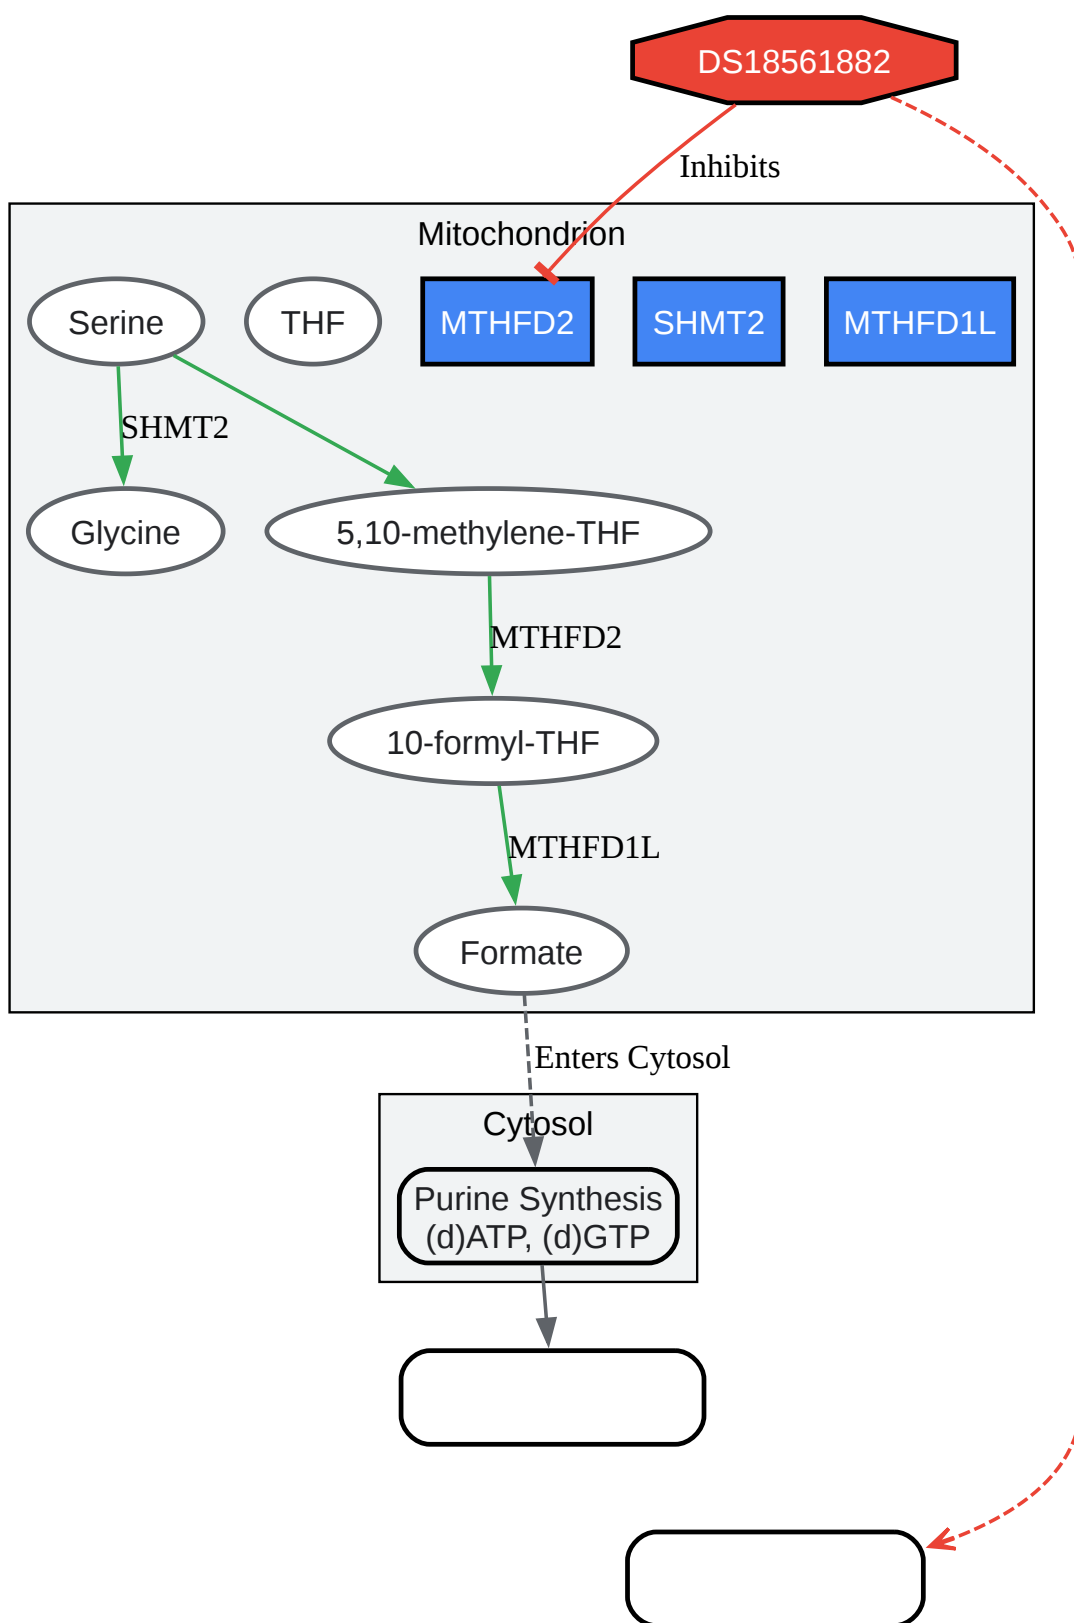 DS18561882
Inhibits
Mitochondrion
Serine
THF
MTHFD2
SHMT2
MTHFD1L
SHMT2
Glycine
5,10-methylene-THF
MTHFD2
10-formyl-THF
MTHFD1L
Formate
Enters Cytosol
Cytosol
Purine Synthesis
(d)ATP, (d)GTP